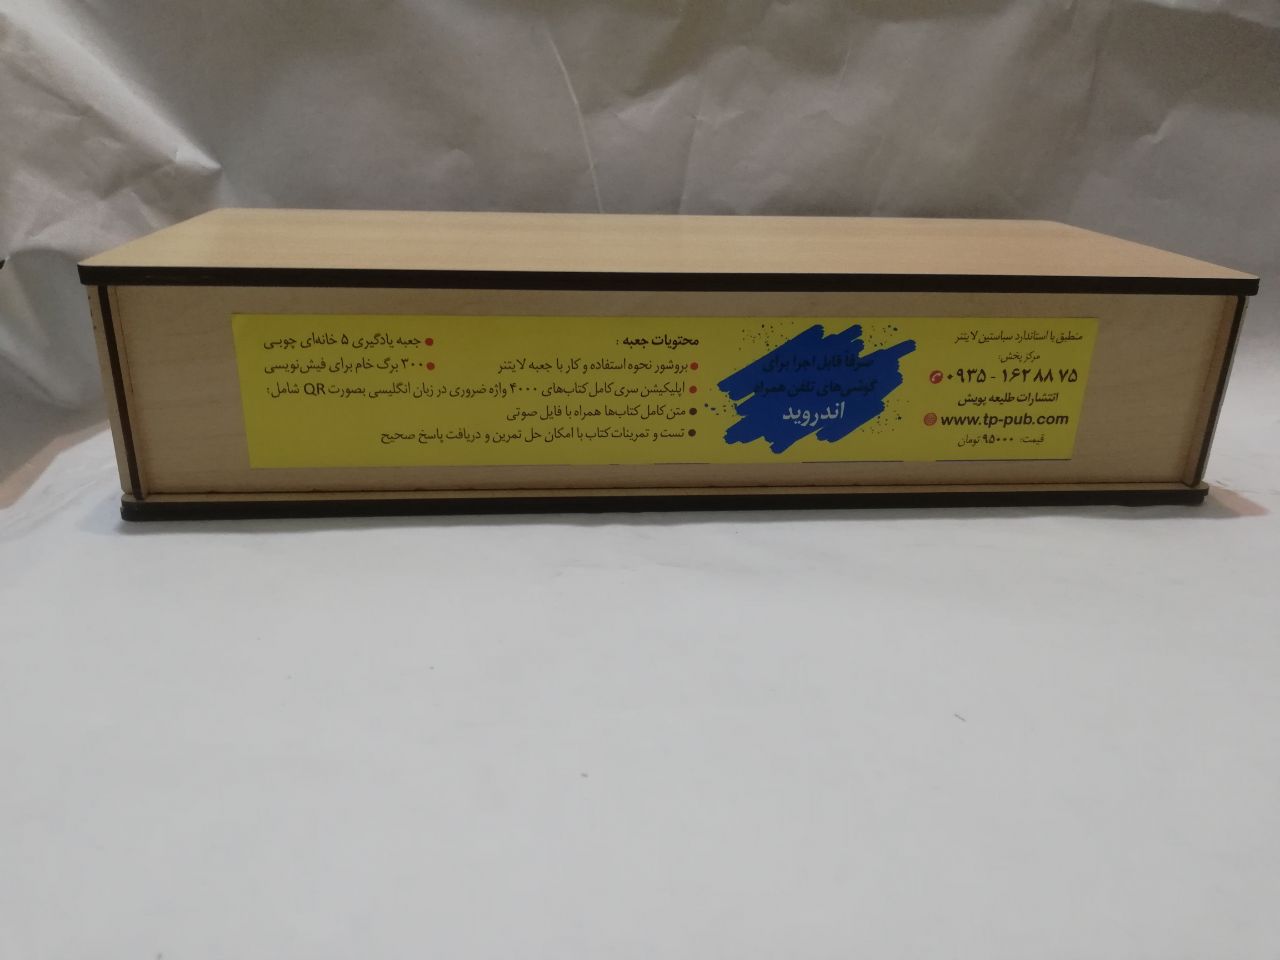 منطبق با استاندارد سباستین لایتنر
مرکز پخش:
۰۹۳۵ - ۱۶۲ ۸۸ ۷۵
انتشارات طلیعه پویش
www.tp-pub.com
قیمت: ۹۵۰۰۰ تومان
صرفاً قابل اجرا برای
گوشی‌های تلفن همراه
اندروید
محتویات جعبه :
بروشور نحوه استفاده و کار با جعبه لایتنر
اپلیکیشن سری کامل کتاب‌های ۴۰۰۰ واژه ضروری در زبان انگلیسی بصورت QR شامل:
متن کامل کتاب‌ها همراه با فایل صوتی
تست و تمرینات کتاب با امکان حل تمرین و دریافت پاسخ صحیح
جعبه یادگیری ۵ خانه‌ای چوبی
۳۰۰ برگ خام برای فیش‌نویسی